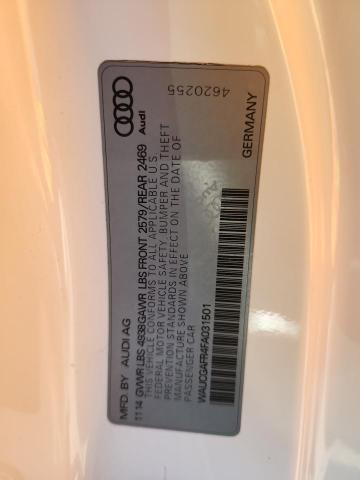 4620255
Audi
GERMANY
MFD. BY AUDI AG
11 14 GVWR LBS 4938 GAWR LBS FRONT 2579/REAR 2469
THIS VEHICLE CONFORMS TO ALL APPLICABLE U.S.
FEDERAL MOTOR VEHICLE SAFETY, BUMPER AND THEFT
PREVENTION STANDARDS IN EFFECT ON THE DATE OF
MANUFACTURE SHOWN ABOVE
PASSENGER CAR
WAUCGAFR4FA031501